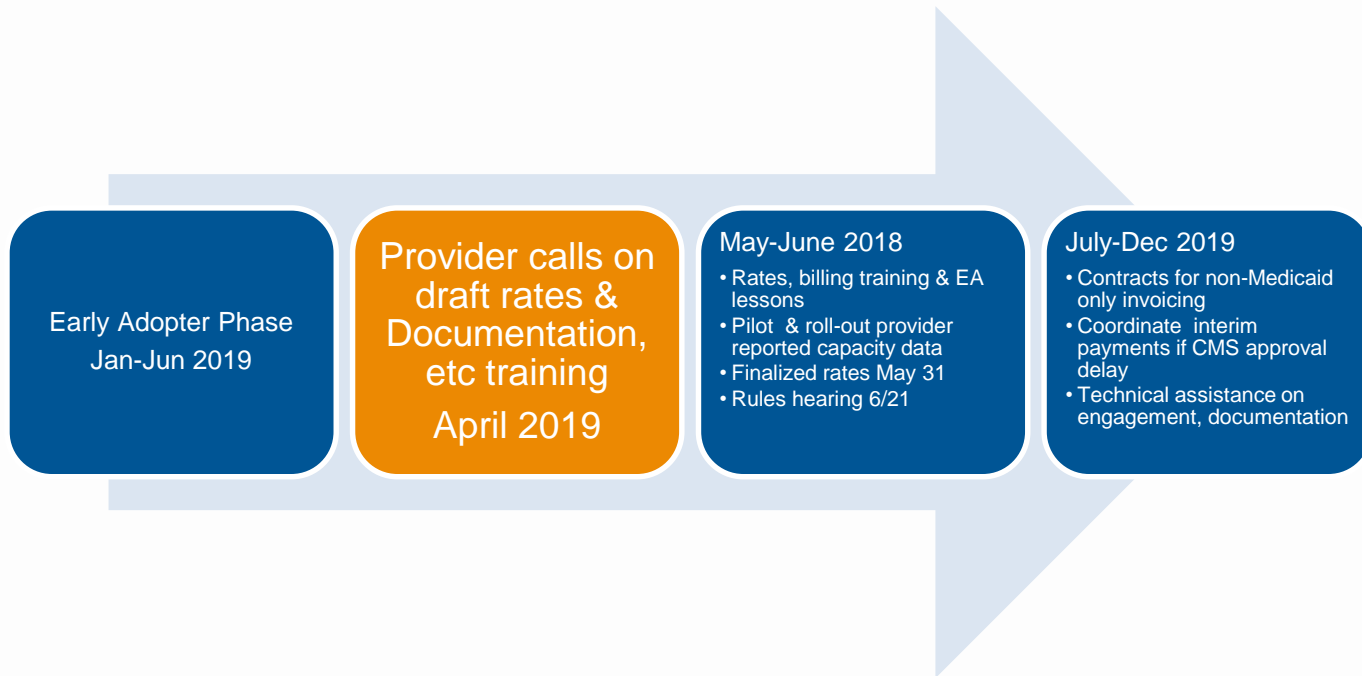 Early Adopter Phase
Jan-Jun 2019
Provider calls on
draft rates &
Documentation,
etc training
April 2019
May-June 2018
• Rates, billing training & EA
lessons
• Pilot & roll-out provider
reported capacity data
• Finalized rates May 31
• Rules hearing 6/21
July-Dec 2019
• Contracts for non-Medicaid
only invoicing
• Coordinate interim
payments if CMS approval
delay
• Technical assistance on
engagement, documentation